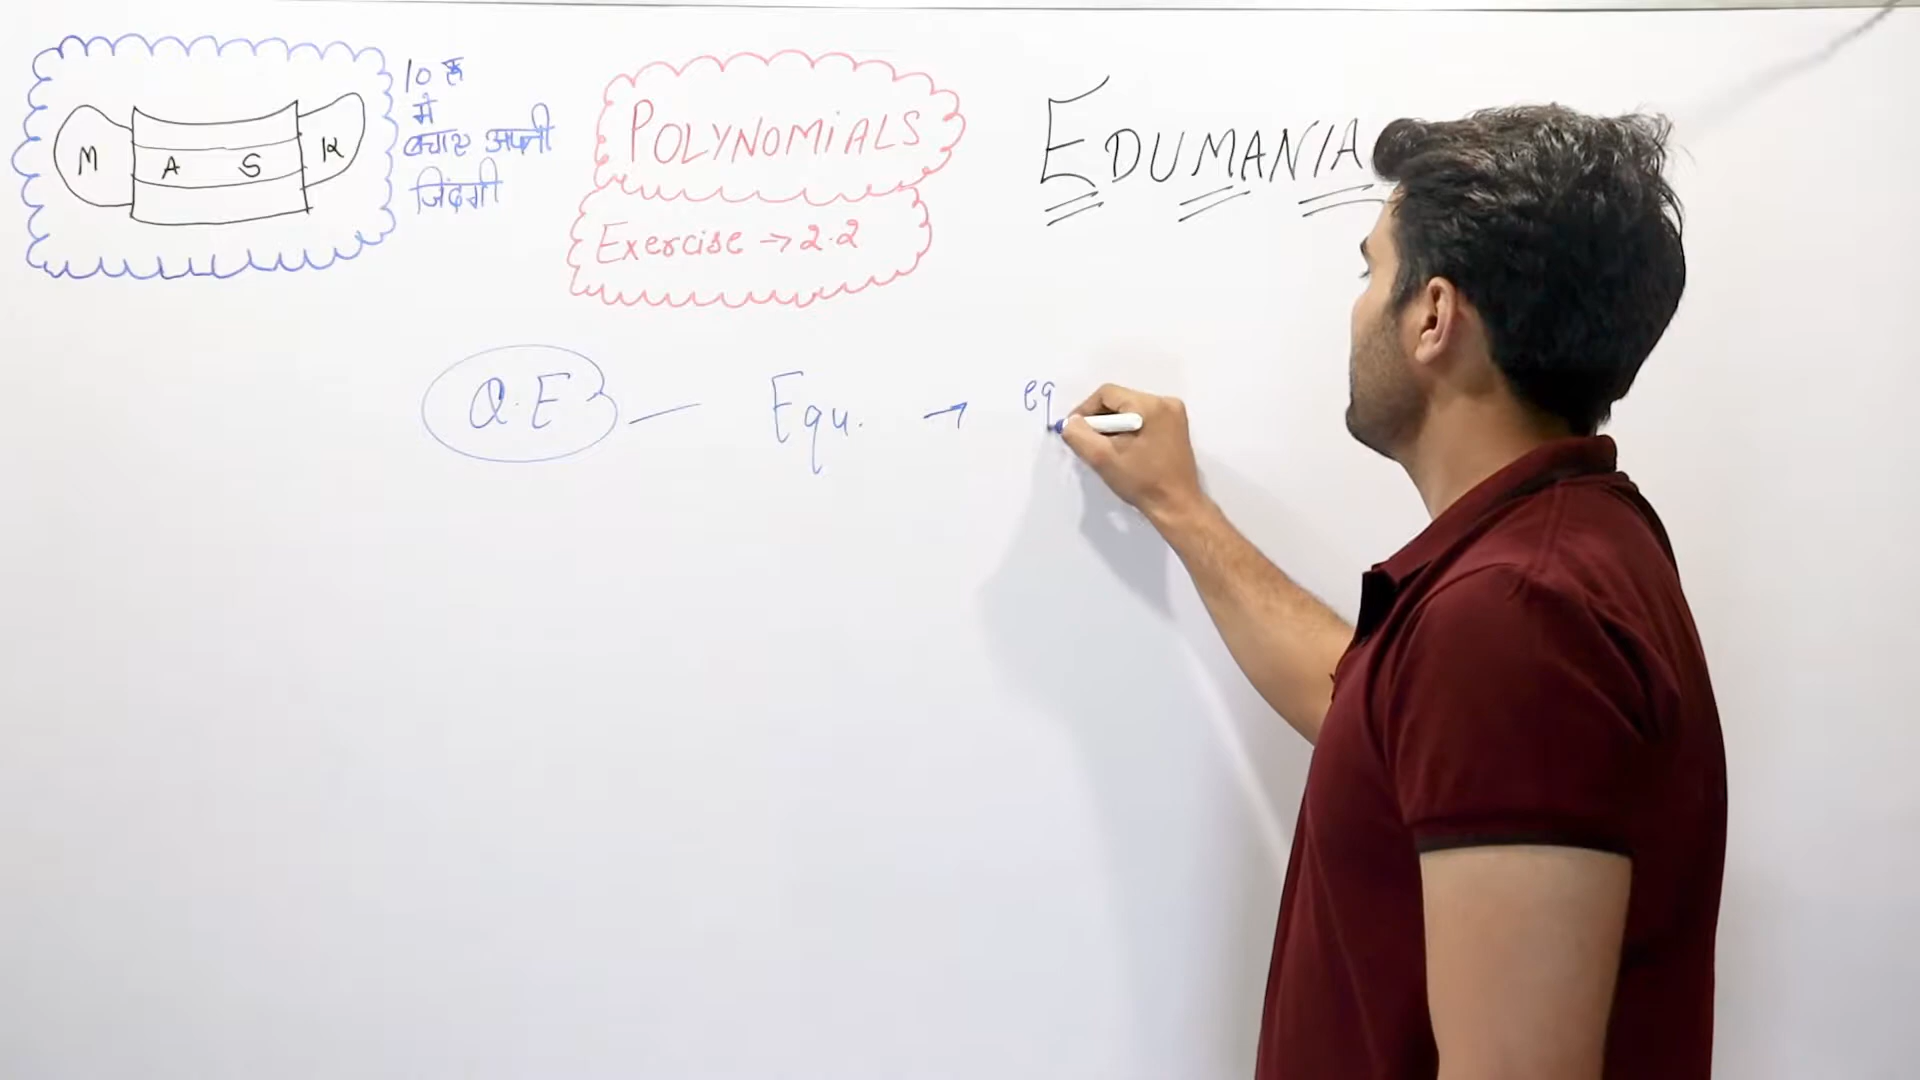 M A S K
10 रू
में
बचाए अपनी
जिंदगी
POLYNOMiALS
Exercise → 2.2
EDUMANIA
Q.E — Equ. → eq